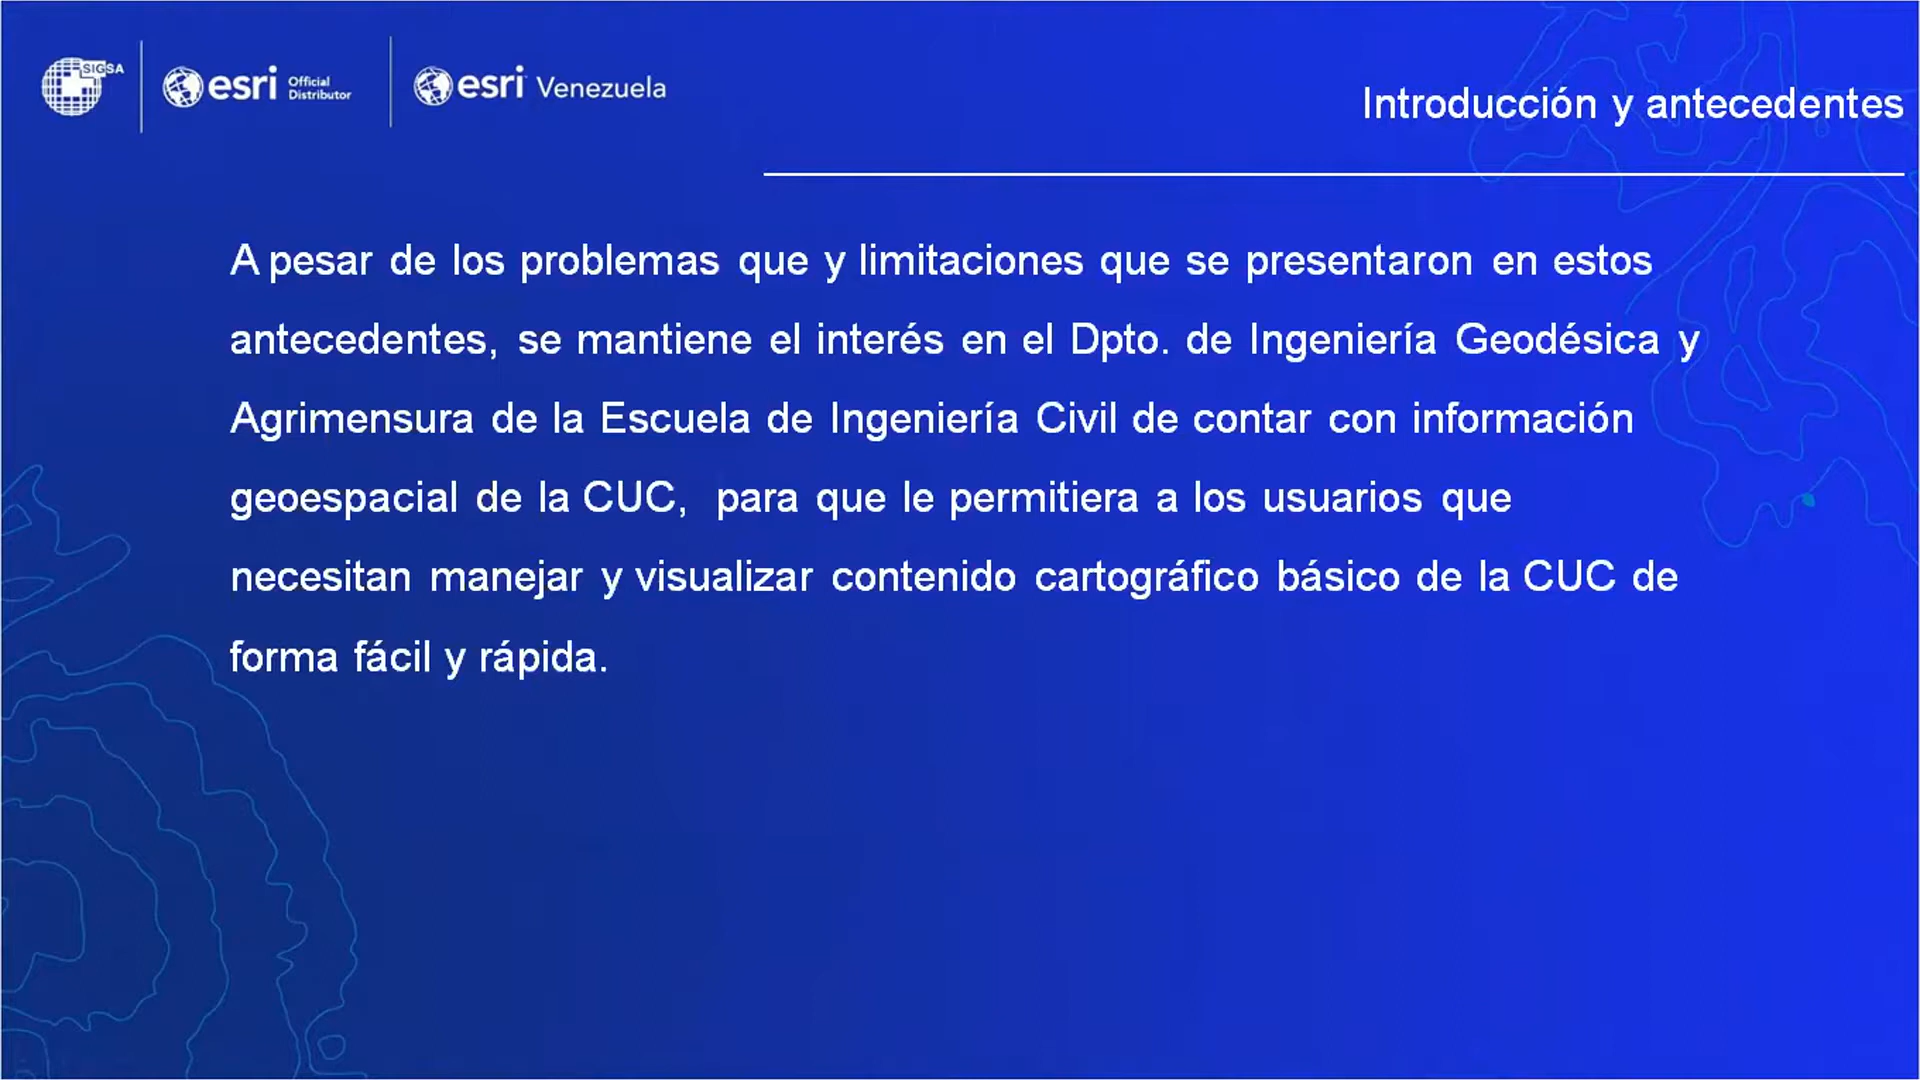 SIGSA
esri Official Distributor
esri Venezuela
Introducción y antecedentes
A pesar de los problemas que y limitaciones que se presentaron en estos
antecedentes, se mantiene el interés en el Dpto. de Ingeniería Geodésica y
Agrimensura de la Escuela de Ingeniería Civil de contar con información
geoespacial de la CUC, para que le permitiera a los usuarios que
necesitan manejar y visualizar contenido cartográfico básico de la CUC de
forma fácil y rápida.